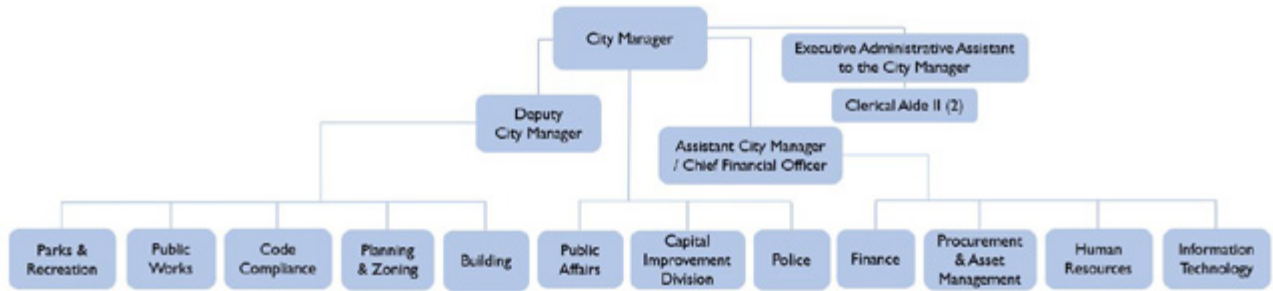 City Manager
Executive Administrative Assistant
to the City Manager
Clerical Aide II (2)
Deputy
City Manager
Assistant City Manager
/ Chief Financial Officer
Parks &
Recreation
Public
Works
Code
Compliance
Planning
& Zoning
Building
Public
Affairs
Capital
Improvement
Division
Police
Finance
Procurement
& Asset
Management
Human
Resources
Information
Technology